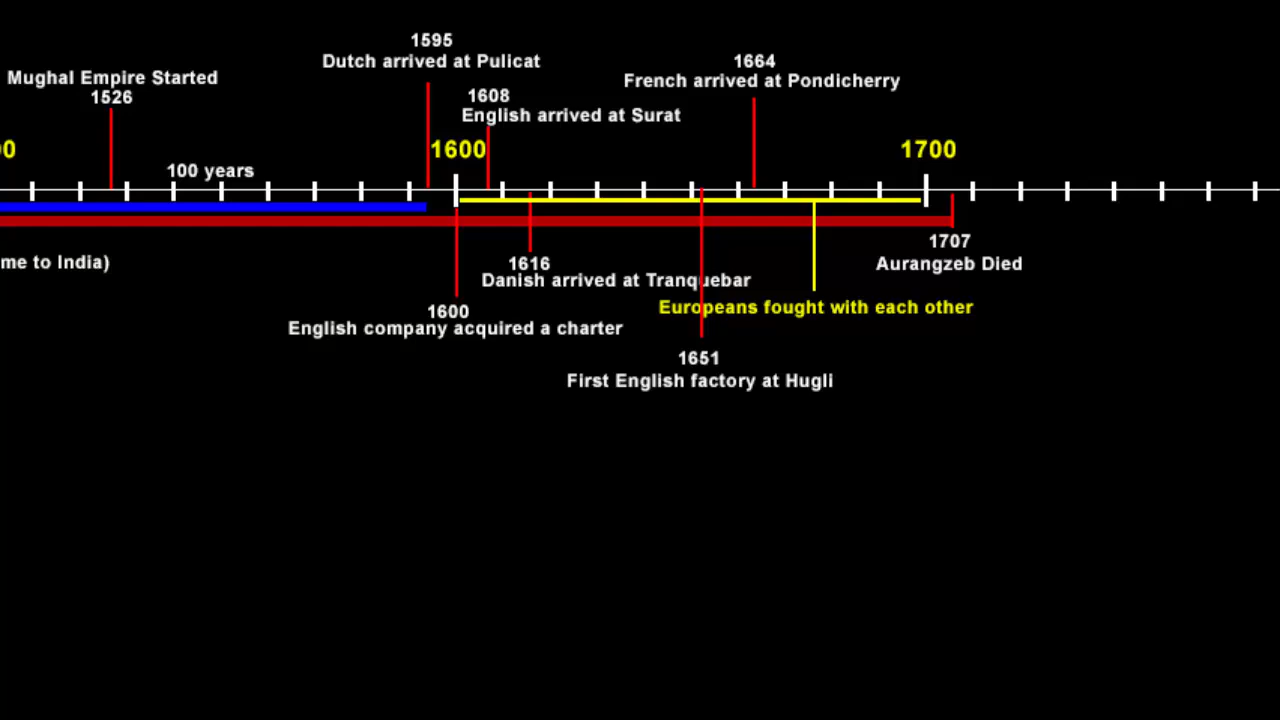 1595
Dutch arrived at Pulicat
Mughal Empire Started
1526
1664
French arrived at Pondicherry
1608
English arrived at Surat
0
1600
1700
100 years
1707
Aurangzeb Died
me to India)
1616
Danish arrived at Tranquebar
1600
English company acquired a charter
Europeans fought with each other
1651
First English factory at Hugli